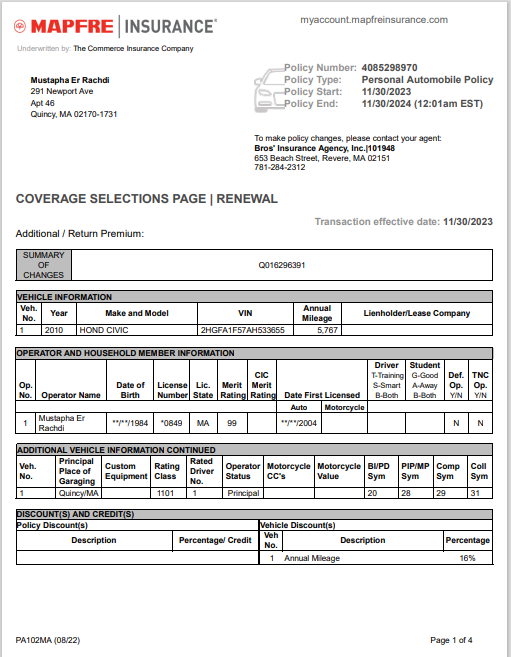 MAPFRE | INSURANCE®
myaccount.mapfreinsurance.com
Underwritten by: The Commerce Insurance Company
Mustapha Er Rachdi
291 Newport Ave
Apt 46
Quincy, MA 02170-1731
Policy Number: 4085298970
Policy Type: Personal Automobile Policy
Policy Start: 11/30/2023
Policy End: 11/30/2024 (12:01am EST)
To make policy changes, please contact your agent:
Bros' Insurance Agency, Inc.|101948
653 Beach Street, Revere, MA 02151
781-284-2312
COVERAGE SELECTIONS PAGE | RENEWAL
Transaction effective date: 11/30/2023
Additional / Return Premium:
SUMMARY OF CHANGES Q016296391
VEHICLE INFORMATION
Veh. No. Year Make and Model VIN Annual Mileage Lienholder/Lease Company
1 2010 HOND CIVIC 2HGFA1F57AH533655 5,767
OPERATOR AND HOUSEHOLD MEMBER INFORMATION
Op. No. Operator Name Date of Birth License Number Lic. State Merit Rating CIC Merit Rating Date First Licensed Driver T-Training S-Smart B-Both Student G-Good A-Away B-Both Def. Op. Y/N TNC Op. Y/N
Auto Motorcycle
1 Mustapha Er Rachdi **/**/1984 *0849 MA 99 **/**/2004 N N
ADDITIONAL VEHICLE INFORMATION CONTINUED
Veh. No. Principal Place of Garaging Custom Equipment Rating Class Rated Driver No. Operator Status Motorcycle CC's Motorcycle Value BI/PD Sym PIP/MP Sym Comp Sym Coll Sym
1 Quincy/MA 1101 1 Principal 20 28 29 31
DISCOUNT(S) AND CREDIT(S)
Policy Discount(s) Vehicle Discount(s)
Description Percentage/ Credit Veh No. Description Percentage
1 Annual Mileage 16%
PA102MA (08/22)
Page 1 of 4